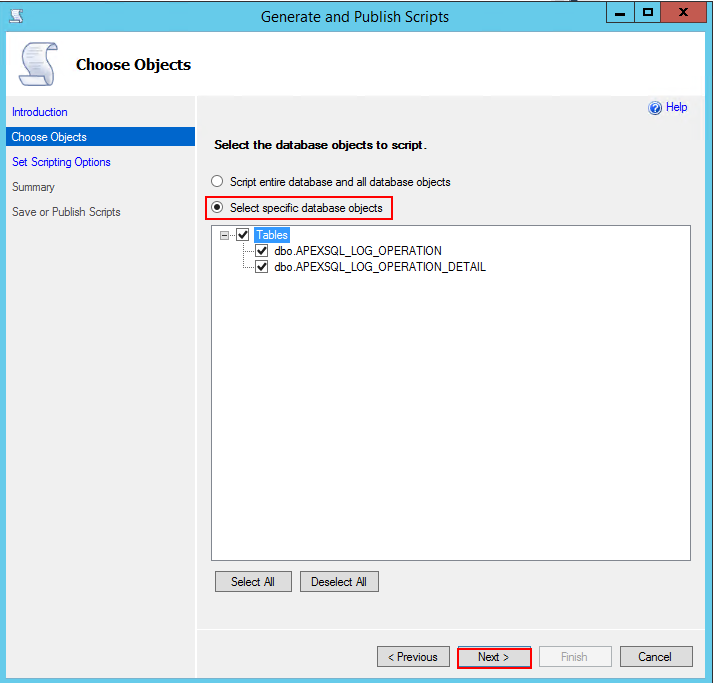 Generate and Publish Scripts
Choose Objects
Help
Introduction
Choose Objects
Set Scripting Options
Summary
Save or Publish Scripts
Select the database objects to script.
Script entire database and all database objects
Select specific database objects
Tables
dbo.APEXSQL_LOG_OPERATION
dbo.APEXSQL_LOG_OPERATION_DETAIL
Select All Deselect All
< Previous Next > Finish Cancel